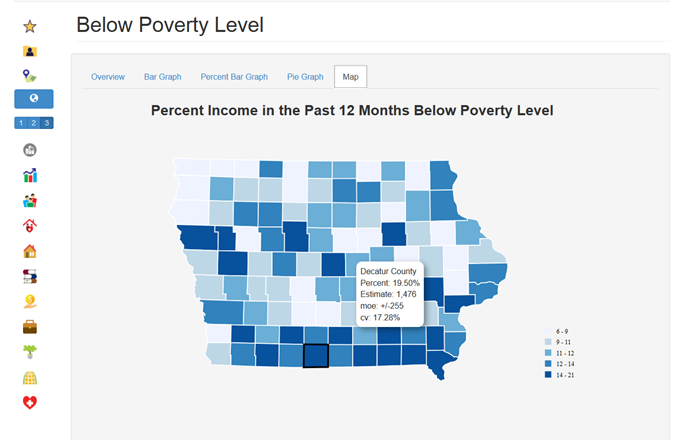 Below Poverty Level
Overview Bar Graph Percent Bar Graph Pie Graph Map
1 2 3
Percent Income in the Past 12 Months Below Poverty Level
Decatur County
Percent: 19.50%
Estimate: 1,476
moe: +/-255
cv: 17.28%
6 - 9
9 - 11
11 - 12
12 - 14
14 - 21